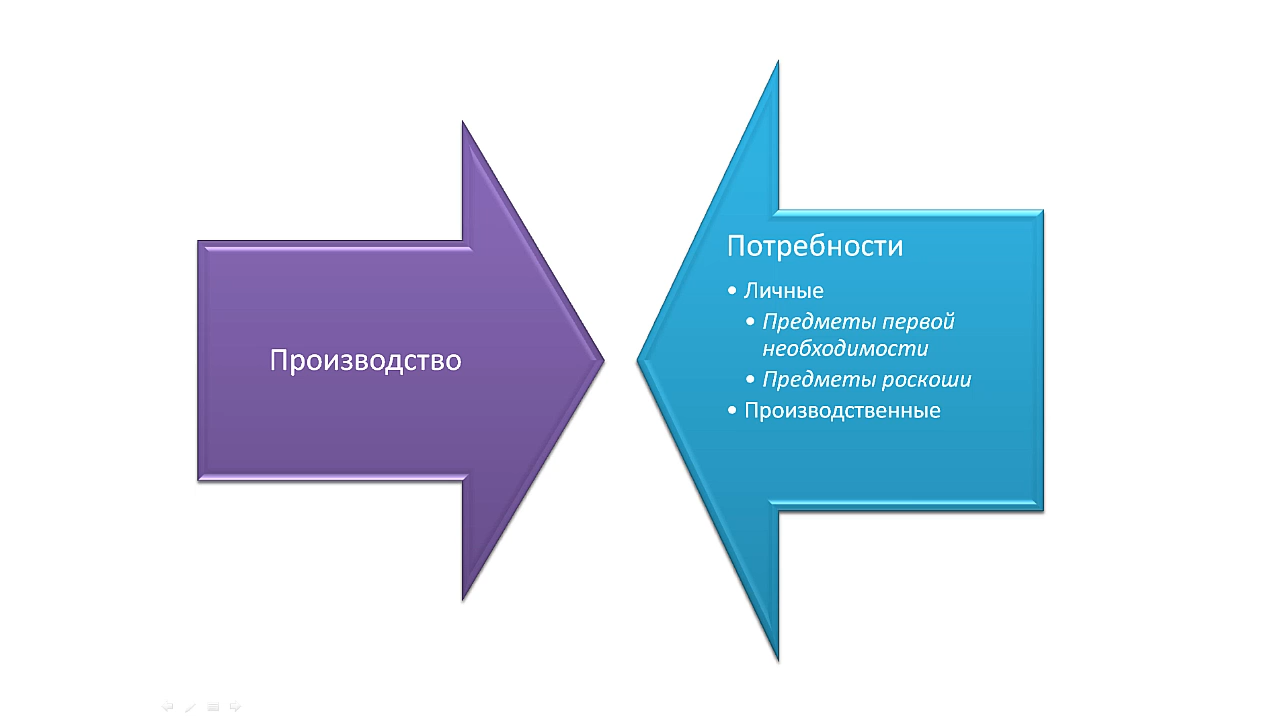 Производство
Потребности
• Личные
• Предметы первой
необходимости
• Предметы роскоши
• Производственные